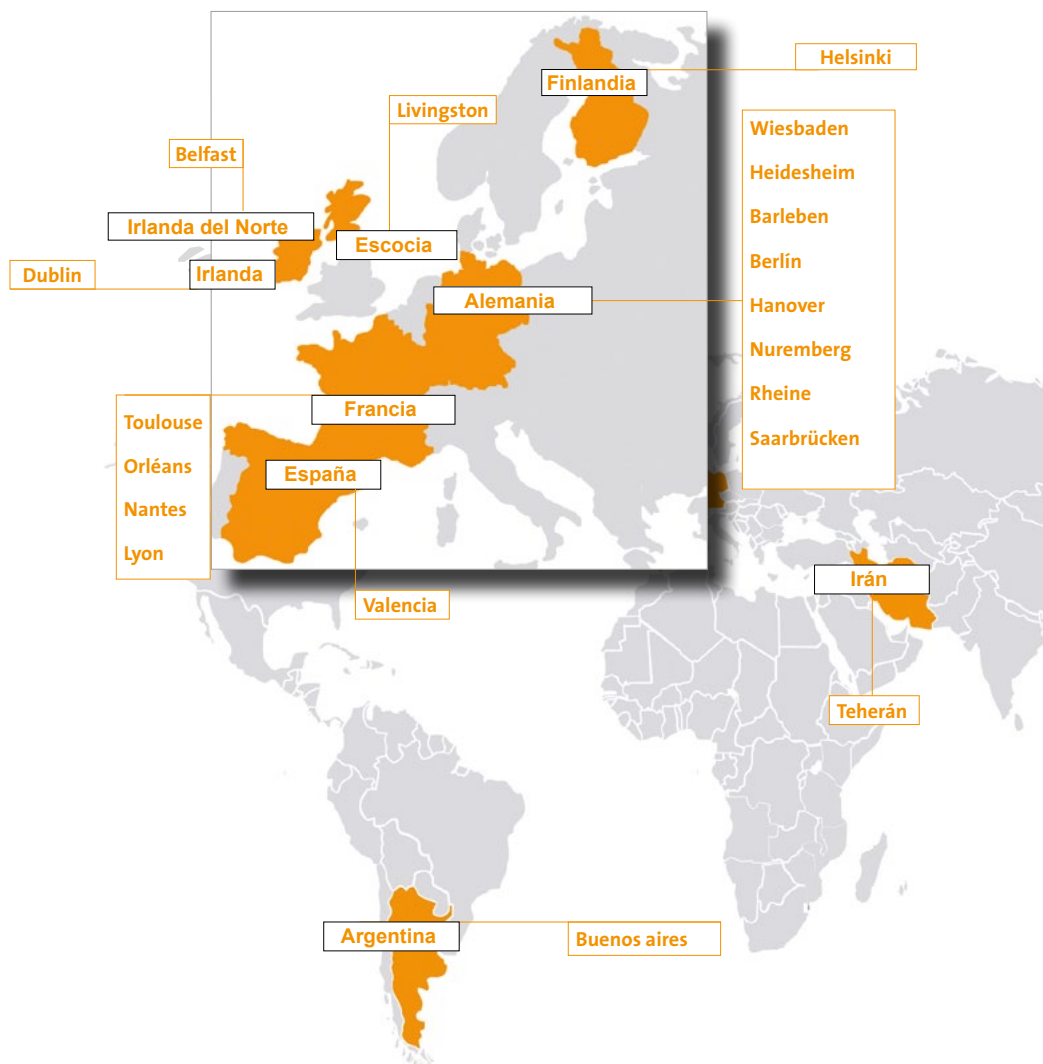 Helsinki
Finlandia
Livingston
Belfast
Irlanda del Norte
Escocia
Dublin
Irlanda
Alemania
Wiesbaden
Heidesheim
Barleben
Berlín
Hanover
Nuremberg
Rheine
Saarbrücken
Francia
Toulouse
Orléans
Nantes
Lyon
España
Valencia
Irán
Teherán
Argentina
Buenos aires